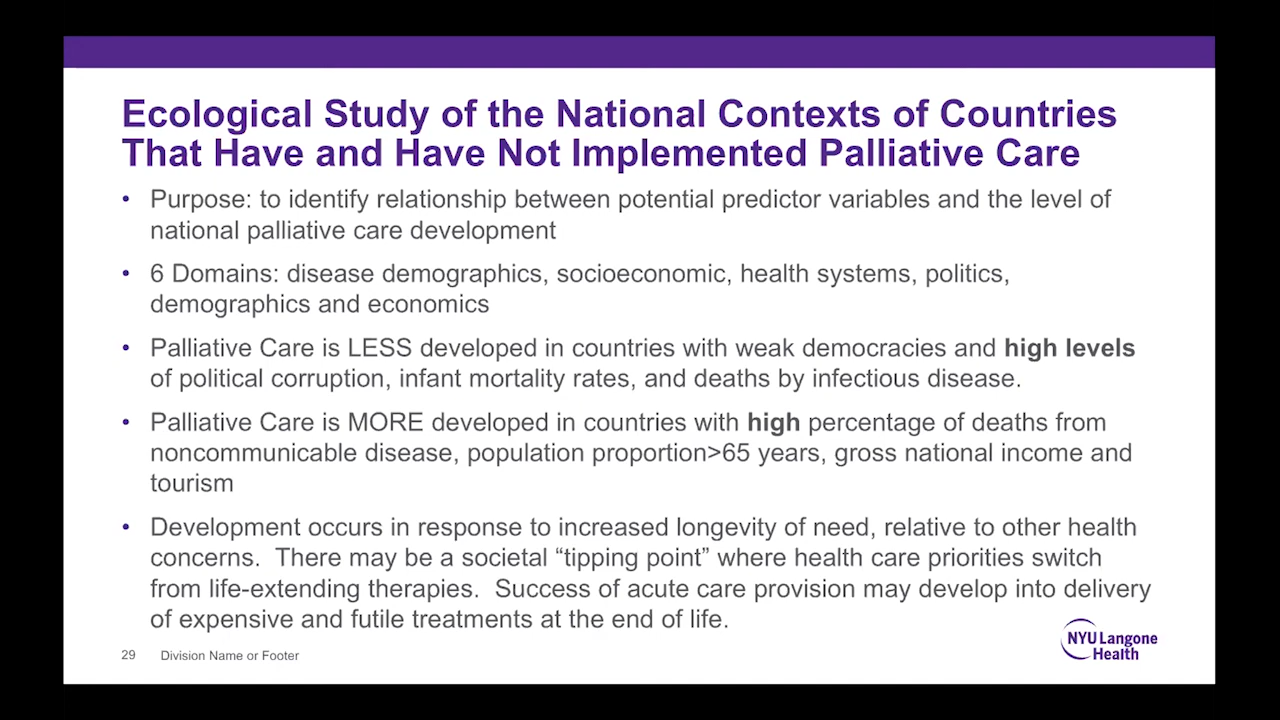 Ecological Study of the National Contexts of Countries
That Have and Have Not Implemented Palliative Care
• Purpose: to identify relationship between potential predictor variables and the level of
national palliative care development
• 6 Domains: disease demographics, socioeconomic, health systems, politics,
demographics and economics
• Palliative Care is LESS developed in countries with weak democracies and high levels
of political corruption, infant mortality rates, and deaths by infectious disease.
• Palliative Care is MORE developed in countries with high percentage of deaths from
noncommunicable disease, population proportion>65 years, gross national income and
tourism
• Development occurs in response to increased longevity of need, relative to other health
concerns.  There may be a societal “tipping point” where health care priorities switch
from life-extending therapies.  Success of acute care provision may develop into delivery
of expensive and futile treatments at the end of life.
29 Division Name or Footer
NYU Langone
Health